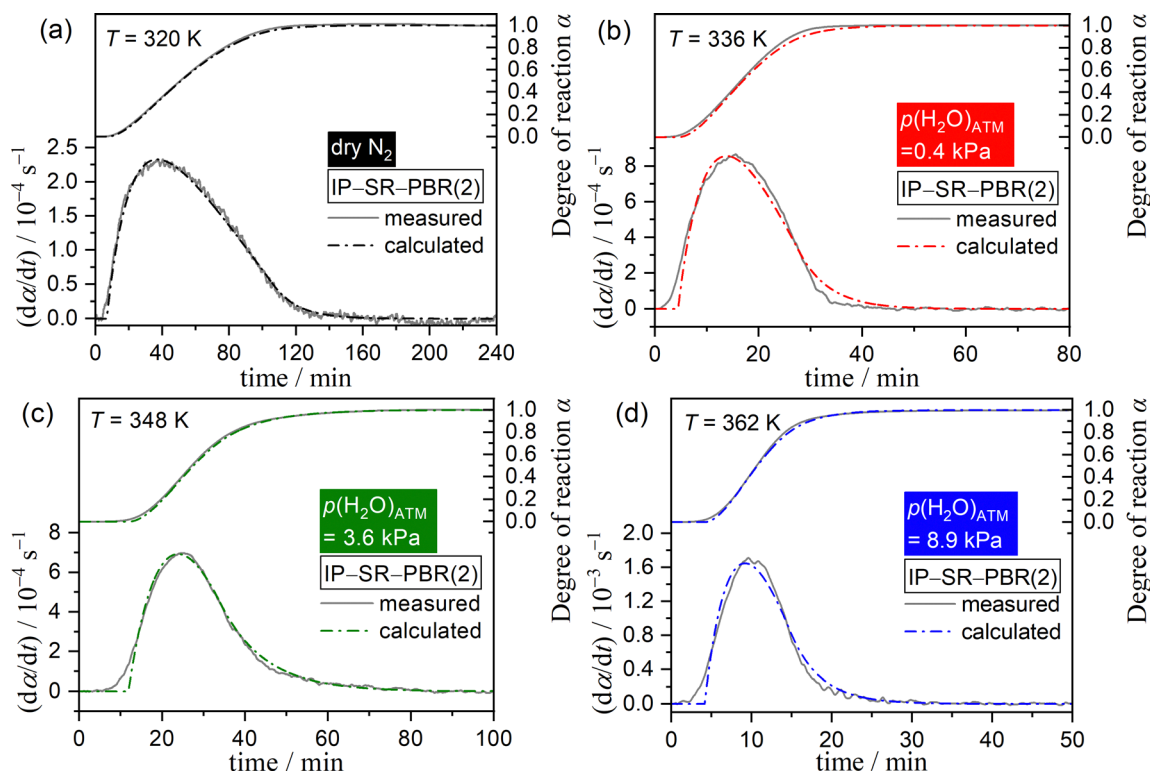 (a)
T = 320 K
1.0
0.8
0.6
0.4
0.2
0.0
Degree of reaction α
dry N₂
IP–SR–PBR(2)
measured
calculated
2.5
2.0
1.5
1.0
0.5
0.0
(dα/dt) / 10⁻⁴ s⁻¹
0 40 80 120 160 200 240
time / min
(b)
T = 336 K
1.0
0.8
0.6
0.4
0.2
0.0
Degree of reaction α
p(H₂O)ATM
=0.4 kPa
IP–SR–PBR(2)
measured
calculated
8
6
4
2
0
(dα/dt) / 10⁻⁴ s⁻¹
0 20 40 60 80
time / min
(c)
T = 348 K
1.0
0.8
0.6
0.4
0.2
0.0
Degree of reaction α
p(H₂O)ATM
= 3.6 kPa
IP–SR–PBR(2)
measured
calculated
8
6
4
2
0
(dα/dt) / 10⁻⁴ s⁻¹
0 20 40 60 80 100
time / min
(d)
T = 362 K
1.0
0.8
0.6
0.4
0.2
0.0
Degree of reaction α
p(H₂O)ATM
= 8.9 kPa
IP–SR–PBR(2)
measured
calculated
2.0
1.6
1.2
0.8
0.4
0.0
(dα/dt) / 10⁻³ s⁻¹
0 10 20 30 40 50
time / min